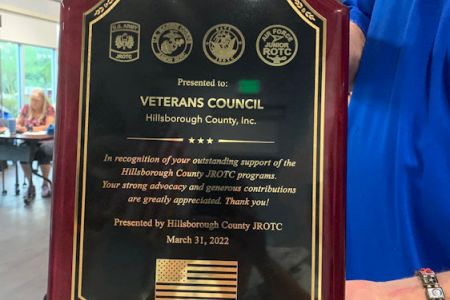 U.S. ARMY
JROTC
AIR FORCE
JUNIOR
ROTC
Presented to:
VETERANS COUNCIL
Hillsborough County, Inc.
In recognition of your outstanding support of the
Hillsborough County JROTC programs.
Your strong advocacy and generous contributions
are greatly appreciated. Thank you!
Presented by Hillsborough County JROTC
March 31, 2022